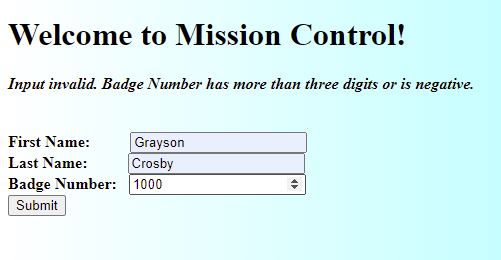 Welcome to Mission Control!
Input invalid. Badge Number has more than three digits or is negative.
First Name: Grayson
Last Name: Crosby
Badge Number: 1000
Submit